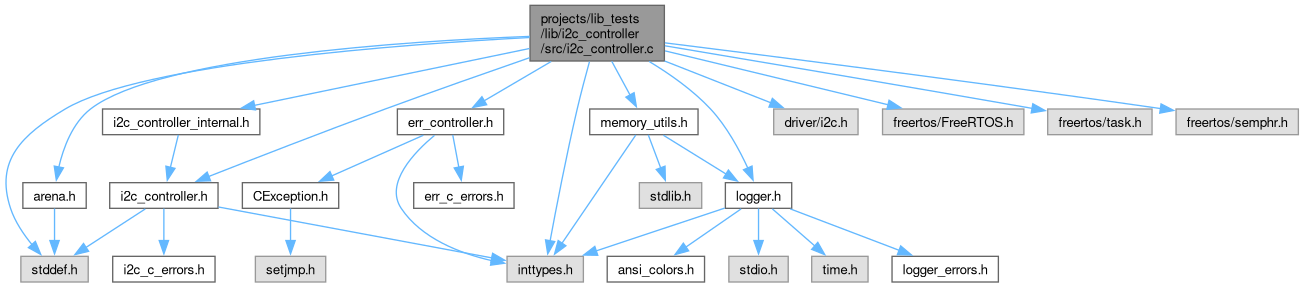 projects/lib_tests
/lib/i2c_controller
/src/i2c_controller.c
i2c_controller_internal.h
err_controller.h
memory_utils.h
driver/i2c.h
freertos/FreeRTOS.h
freertos/task.h
freertos/semphr.h
arena.h
i2c_controller.h
CException.h
err_c_errors.h
stdlib.h
logger.h
stddef.h
i2c_c_errors.h
setjmp.h
inttypes.h
ansi_colors.h
stdio.h
time.h
logger_errors.h